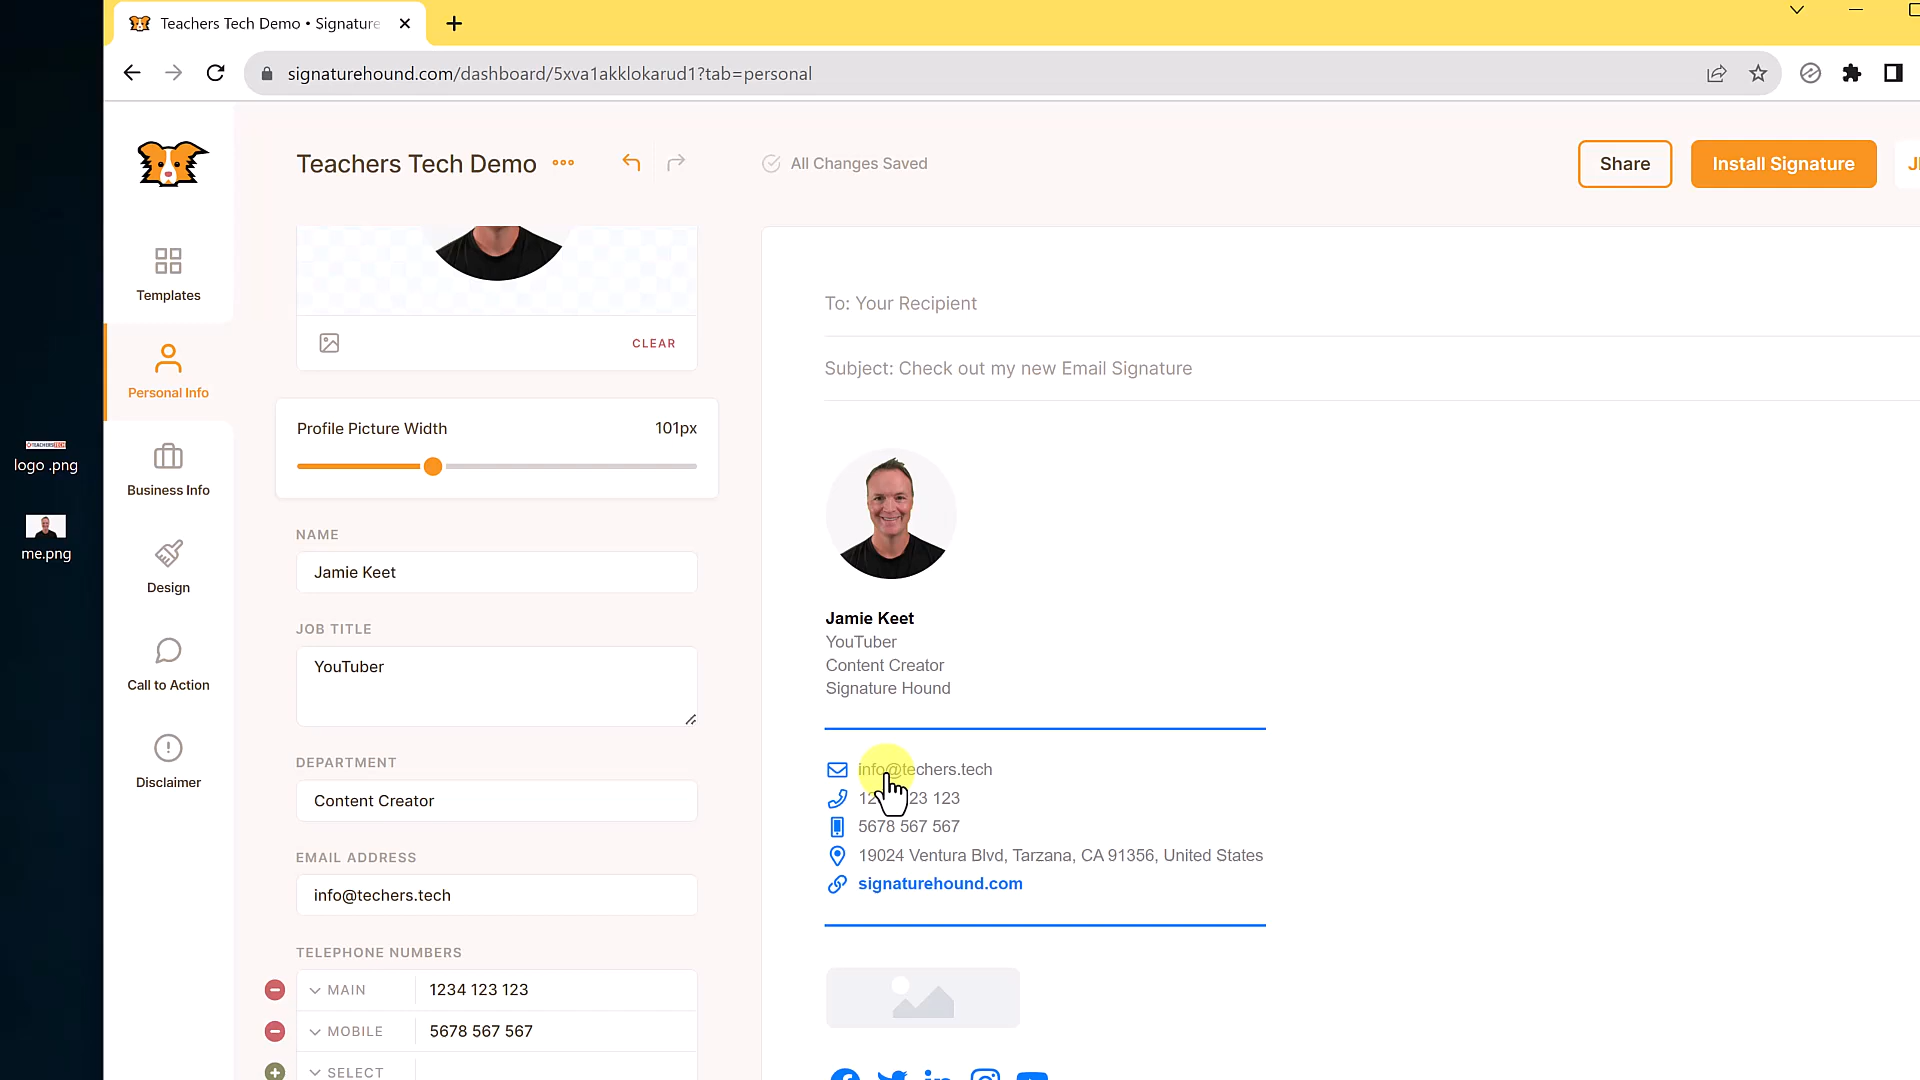 Teachers Tech Demo • Signature
signaturehound.com/dashboard/5xva1akklokarud1?tab=personal
Teachers Tech Demo
All Changes Saved
Share
Install Signature
Templates
Personal Info
Business Info
Design
Call to Action
Disclaimer
TEACHERS TECH
logo .png
me.png
CLEAR
Profile Picture Width
101px
NAME
Jamie Keet
JOB TITLE
YouTuber
DEPARTMENT
Content Creator
EMAIL ADDRESS
info@techers.tech
TELEPHONE NUMBERS
MAIN 1234 123 123
MOBILE 5678 567 567
SELECT
To: Your Recipient
Subject: Check out my new Email Signature
Jamie Keet
YouTuber
Content Creator
Signature Hound
info@techers.tech
12 23 123
5678 567 567
19024 Ventura Blvd, Tarzana, CA 91356, United States
signaturehound.com